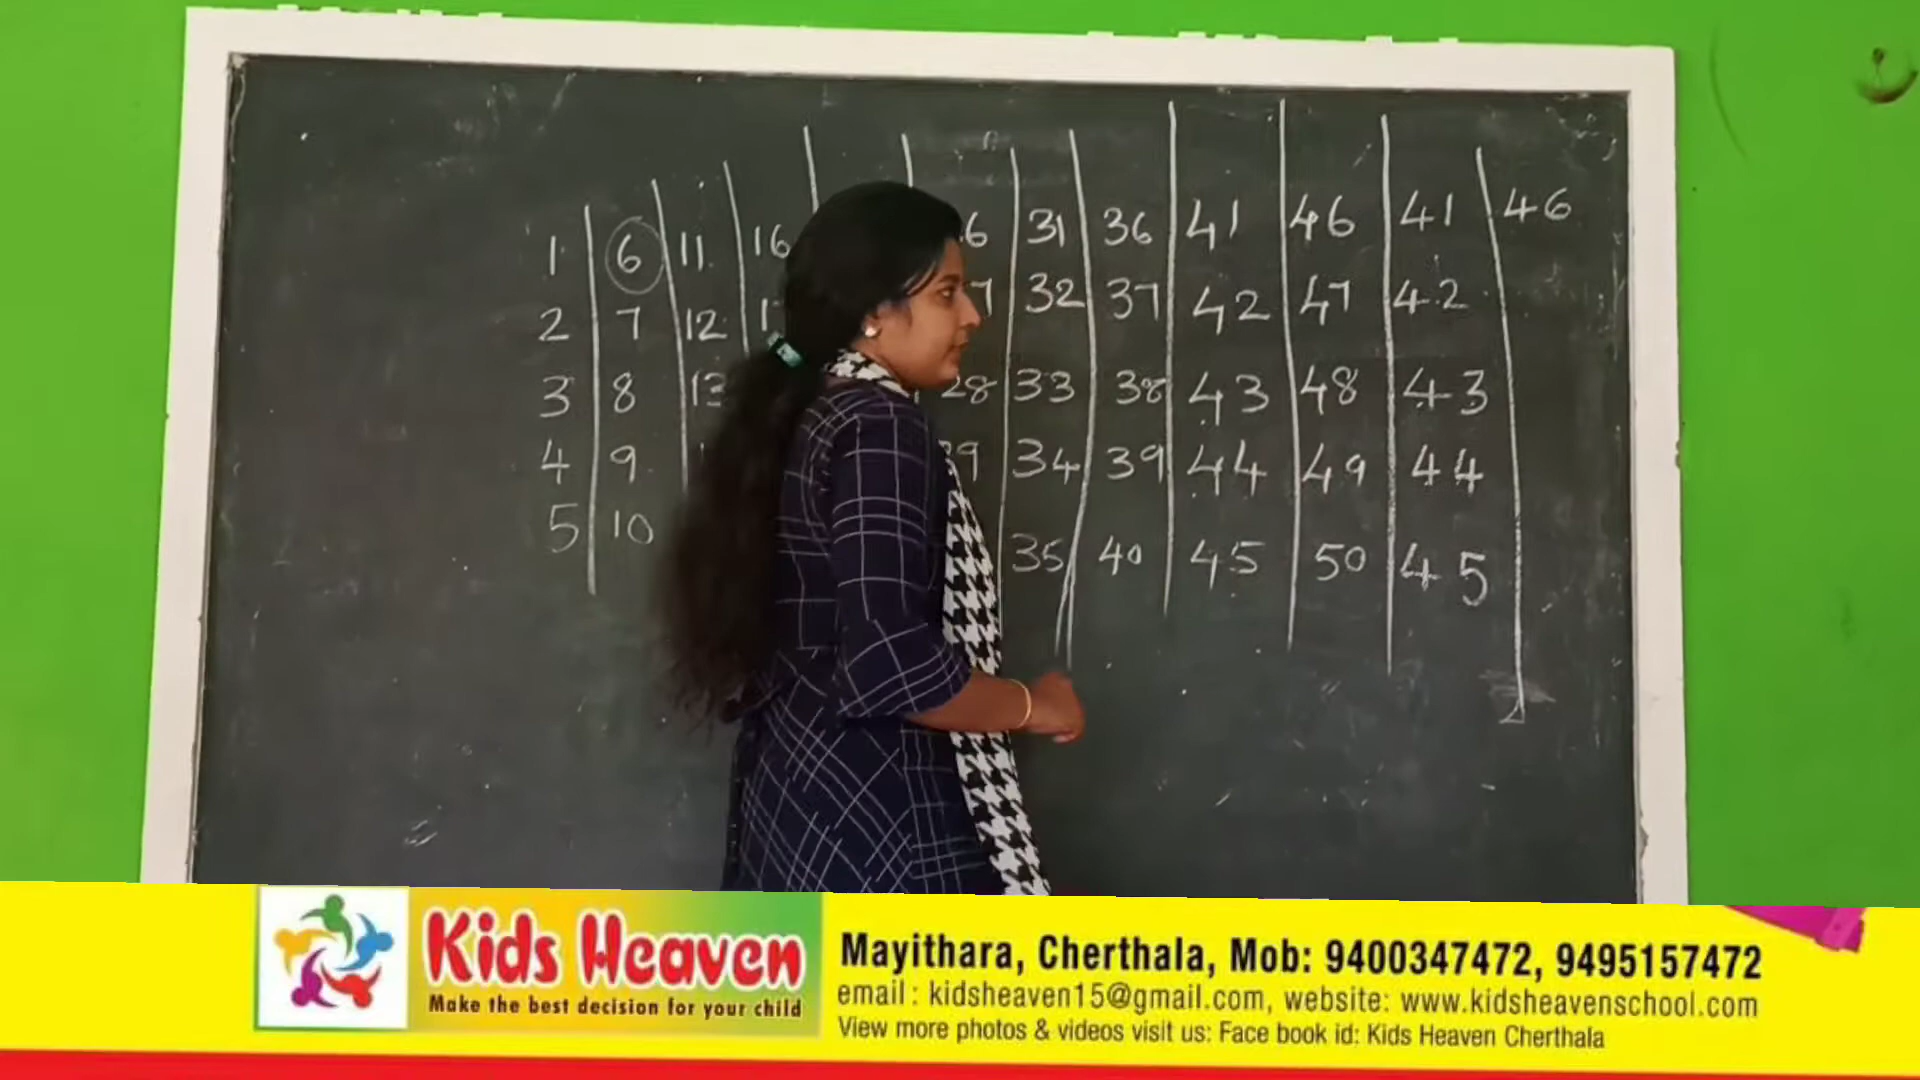 1 6 11 16 31 36 41 46 41 46
2 7 12 32 37 42 47 42
3 8 13 28 33 38 43 48 43
4 9 34 39 44 49 44
5 10 35 40 45 50 45
Kids Heaven
Make the best decision for your child
Mayithara, Cherthala, Mob: 9400347472, 9495157472
email : kidsheaven15@gmail.com, website: www.kidsheavenschool.com
View more photos & videos visit us: Face book id: Kids Heaven Cherthala